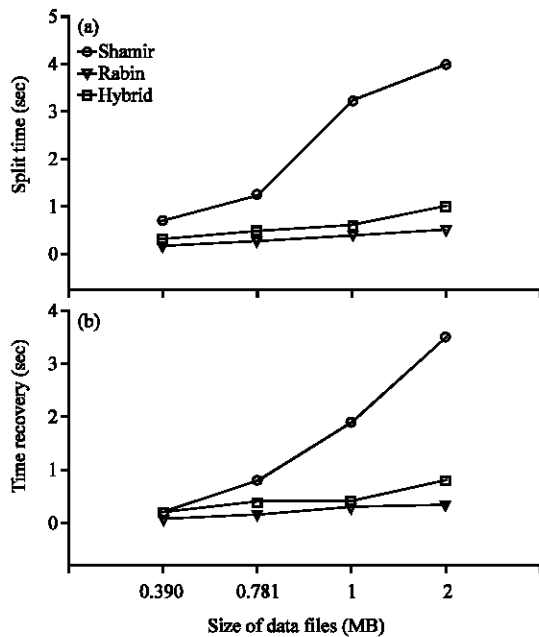 (a)
Shamir
Rabin
Hybrid
Split time (sec)
5
4
3
2
1
0
(b)
Time recovery (sec)
4
3
2
1
0
0.390 0.781 1 2
Size of data files (MB)